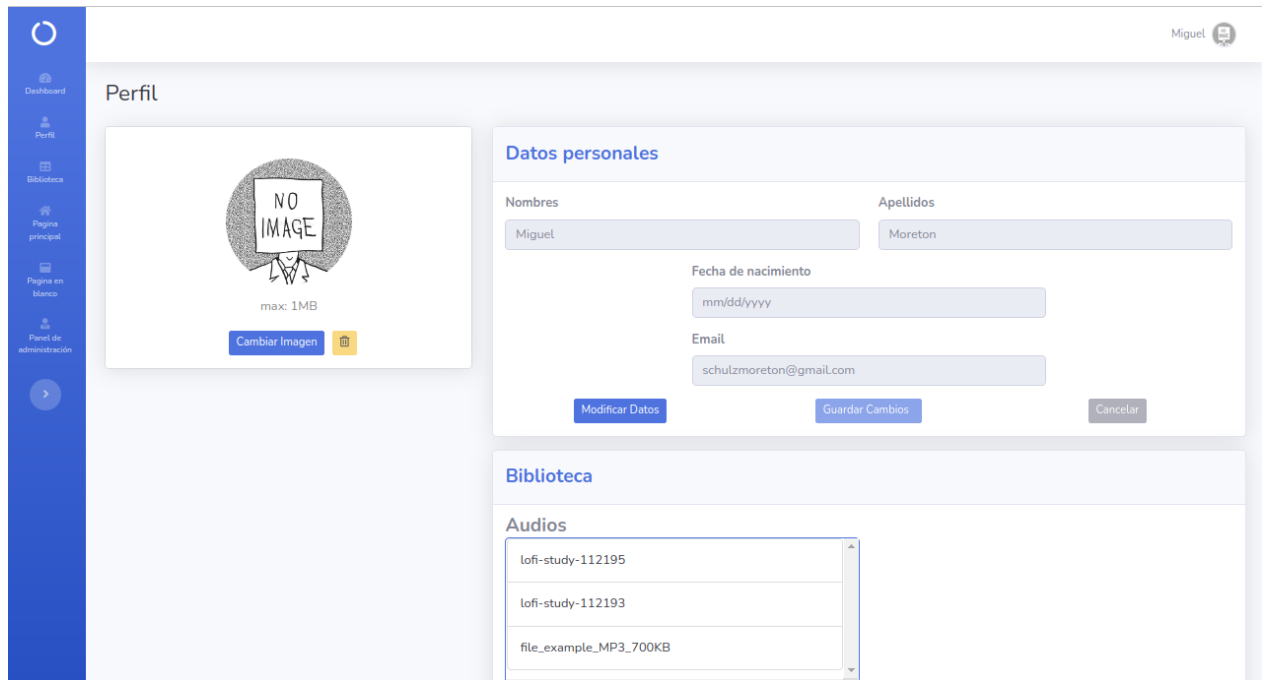 Miguel
Dashboard
Perfil
Biblioteca
Pagina
principal
Pagina en
blanco
Panel de
administración
Perfil
NO
IMAGE
max: 1MB
Cambiar Imagen
Datos personales
Nombres
Apellidos
Miguel
Moreton
Fecha de nacimiento
mm/dd/yyyy
Email
schulzmoreton@gmail.com
Modificar Datos
Guardar Cambios
Cancelar
Biblioteca
Audios
lofi-study-112195
lofi-study-112193
file_example_MP3_700KB